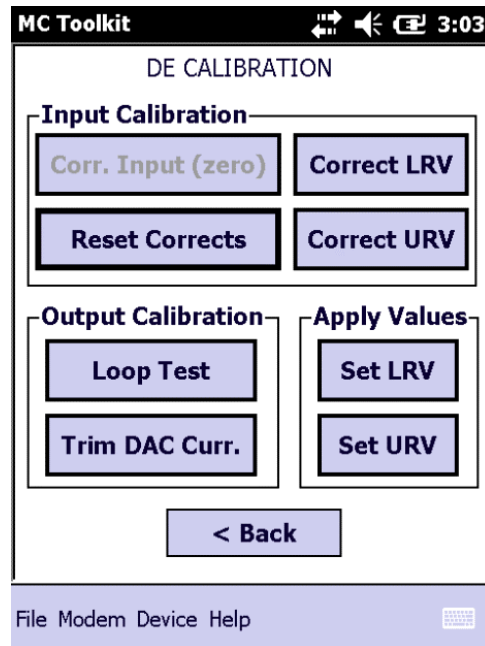 MC Toolkit 3:03
DE CALIBRATION
Input Calibration
Corr. Input (zero) Correct LRV
Reset Corrects Correct URV
Output Calibration Apply Values
Loop Test Set LRV
Trim DAC Curr. Set URV
< Back
File Modem Device Help